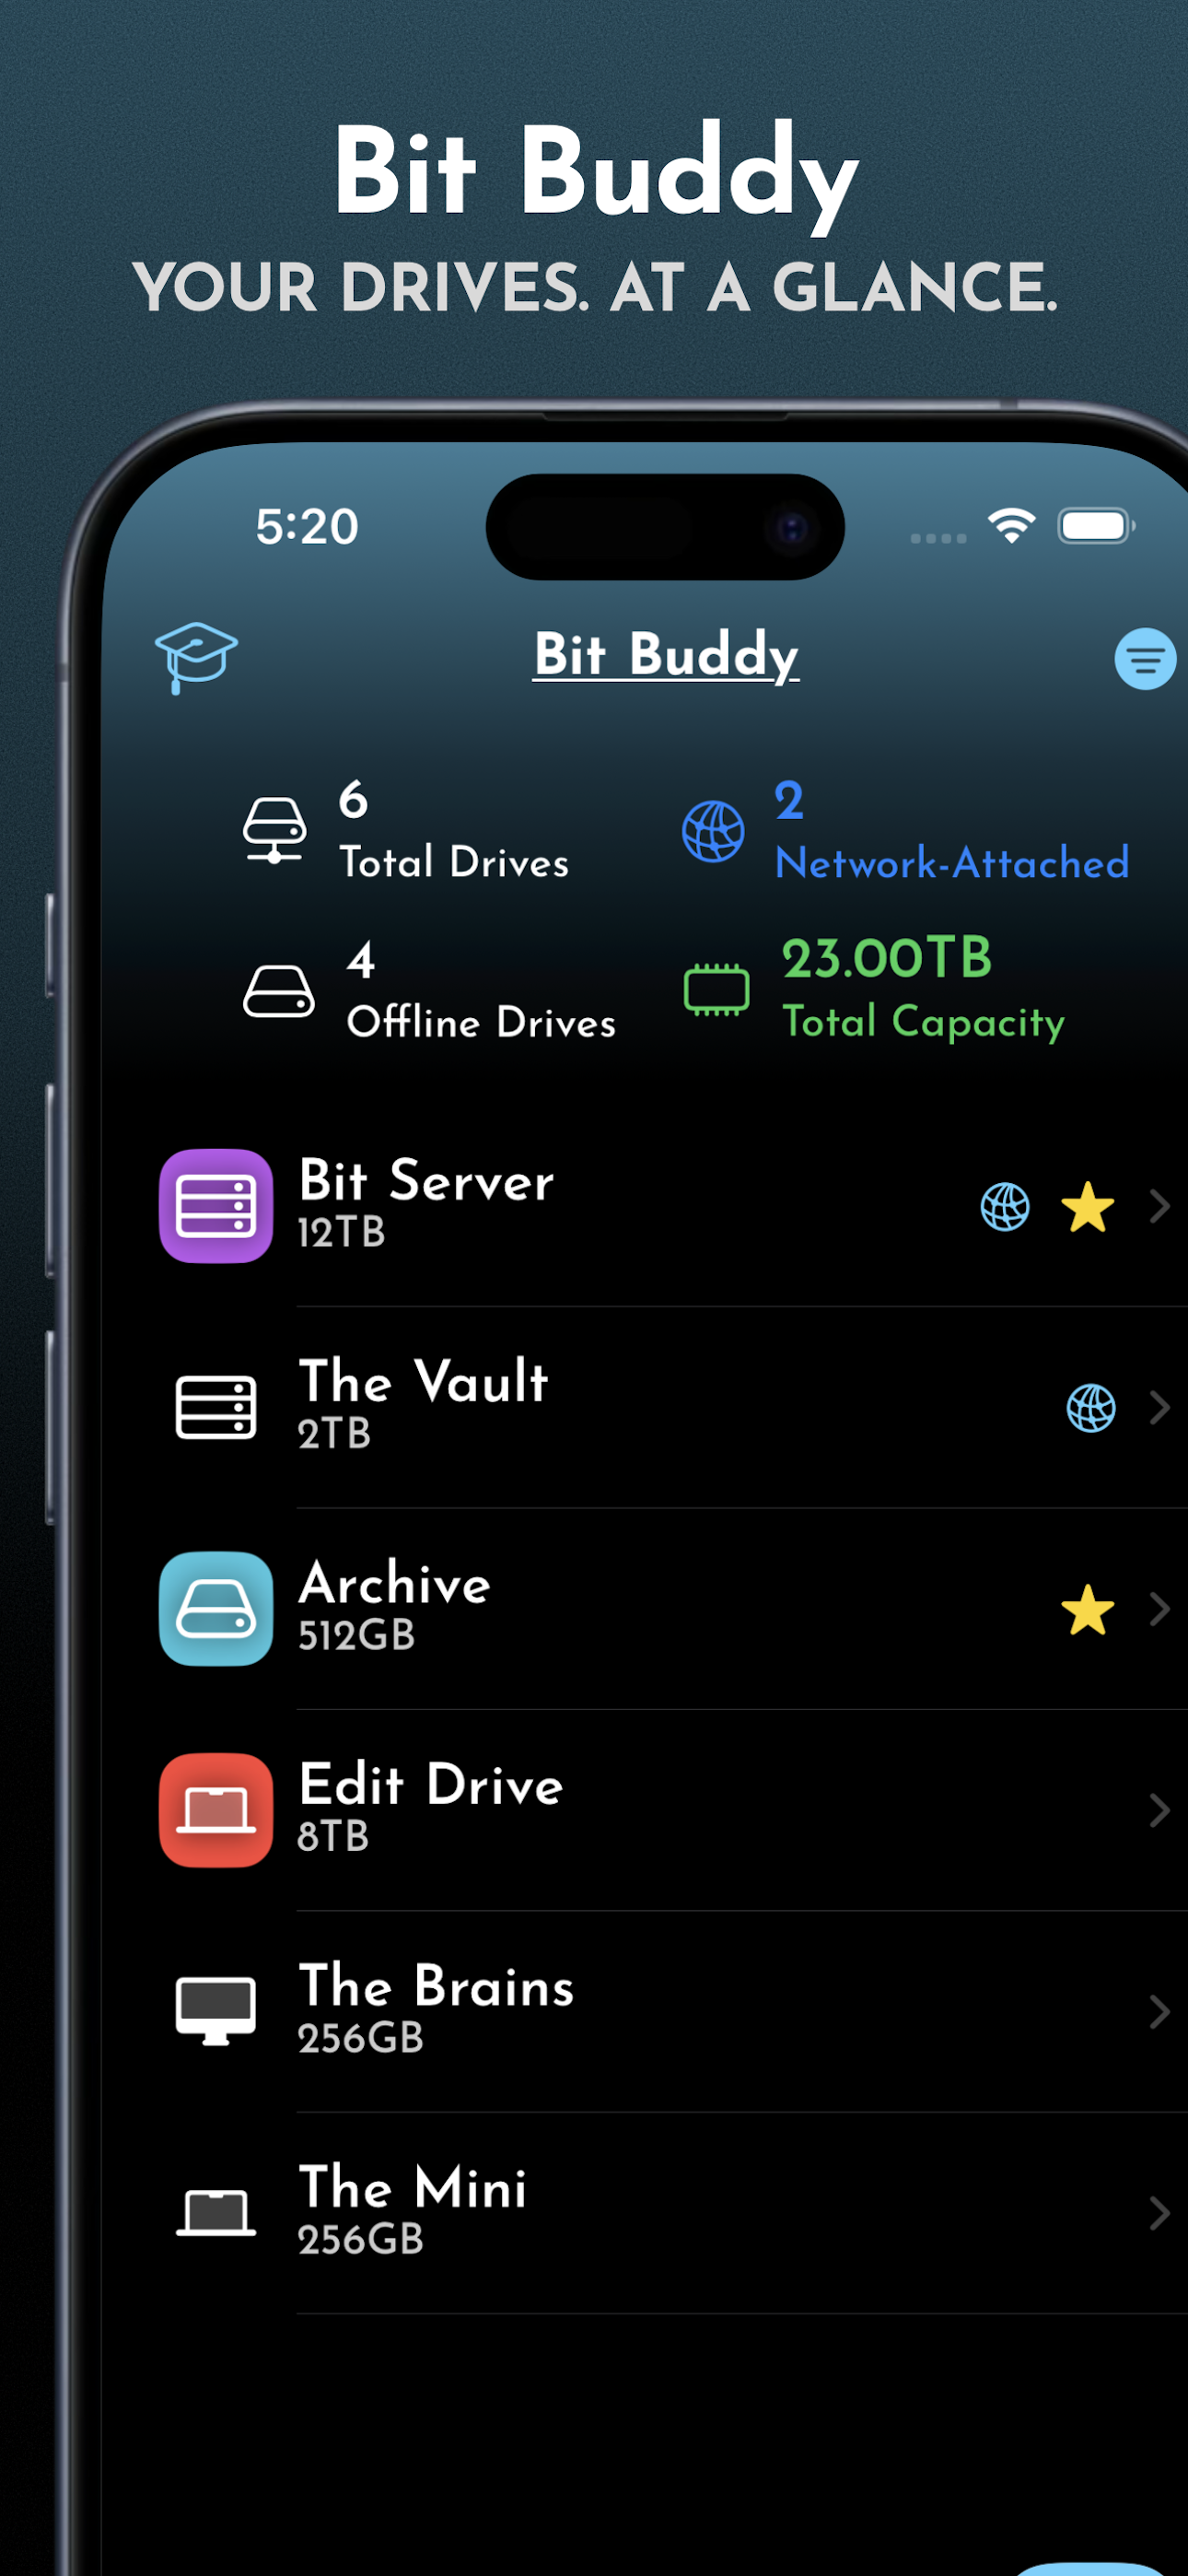 Bit Buddy
YOUR DRIVES. AT A GLANCE.
5:20
Bit Buddy
6
Total Drives
2
Network-Attached
4
Offline Drives
23.00TB
Total Capacity
Bit Server
12TB
The Vault
2TB
Archive
512GB
Edit Drive
8TB
The Brains
256GB
The Mini
256GB